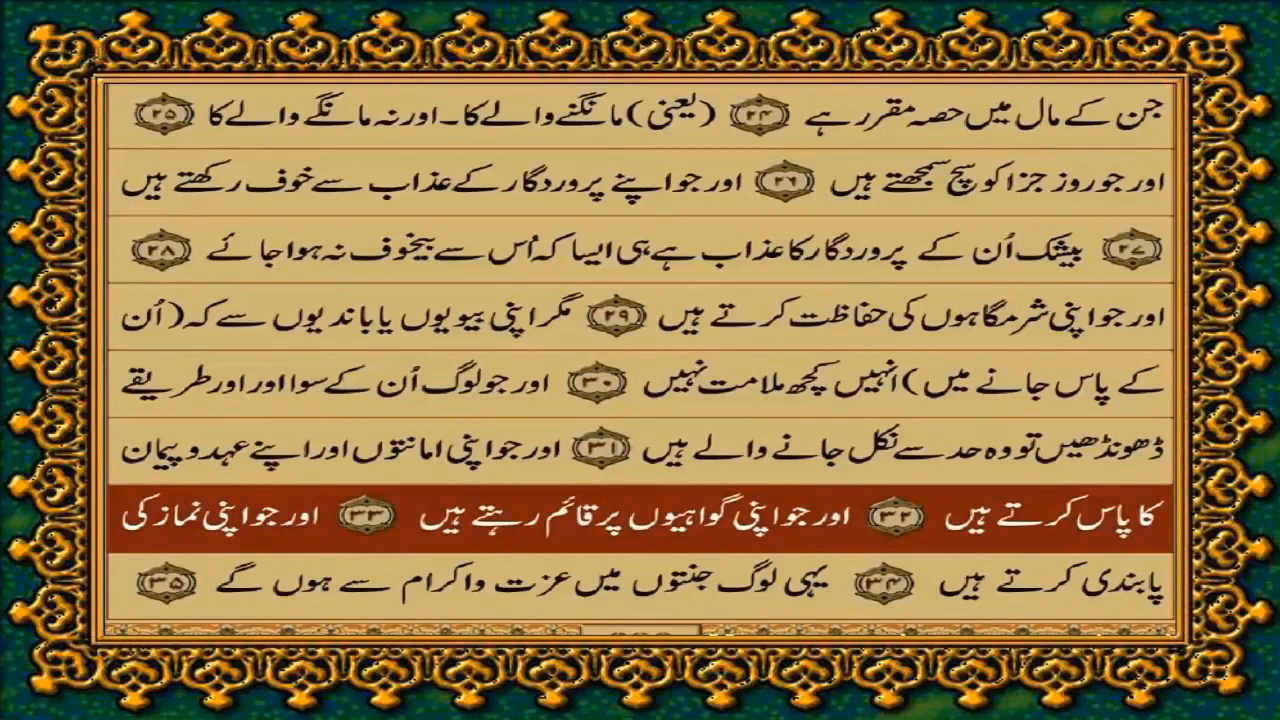 جن کے مال میں حصہ مقرر ہے ۲۴ (یعنی) مانگنے والے کا۔ اور نہ مانگے والے کا ۲۵
اور جو روز جزا کو سچ سمجھتے ہیں ۲۶ اور جو اپنے پروردگار کے عذاب سے خوف رکھتے ہیں
۲۷ بیشک اُن کے پروردگار کا عذاب ہے ہی ایسا کہ اُس سے بیخوف نہ ہوا جائے ۲۸
اور جو اپنی شرمگاہوں کی حفاظت کرتے ہیں ۲۹ مگر اپنی بیویوں یا باندیوں سے کہ (اُن
کے پاس جانے میں) انہیں کچھ ملامت نہیں ۳۰ اور جو لوگ اُن کے سوا اور اور طریقے
ڈھونڈھیں تو وہ حد سے نکل جانے والے ہیں ۳۱ اور جو اپنی امانتوں اور اپنے عہد و پیمان
کا پاس کرتے ہیں ۳۲ اور جو اپنی گواہیوں پر قائم رہتے ہیں ۳۳ اور جو اپنی نماز کی
پابندی کرتے ہیں ۳۴ یہی لوگ جنتوں میں عزت و اکرام سے ہوں گے ۳۵